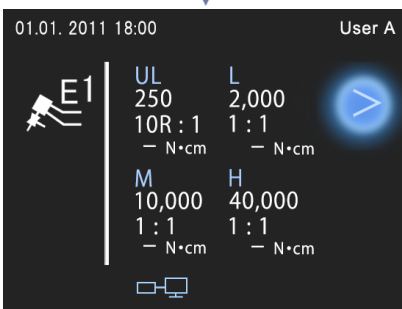 01.01. 2011 18:00 User A
E1
UL L
250 2,000
10R : 1 1 : 1
– N•cm – N•cm
M H
10,000 40,000
1 : 1 1 : 1
– N•cm – N•cm
>